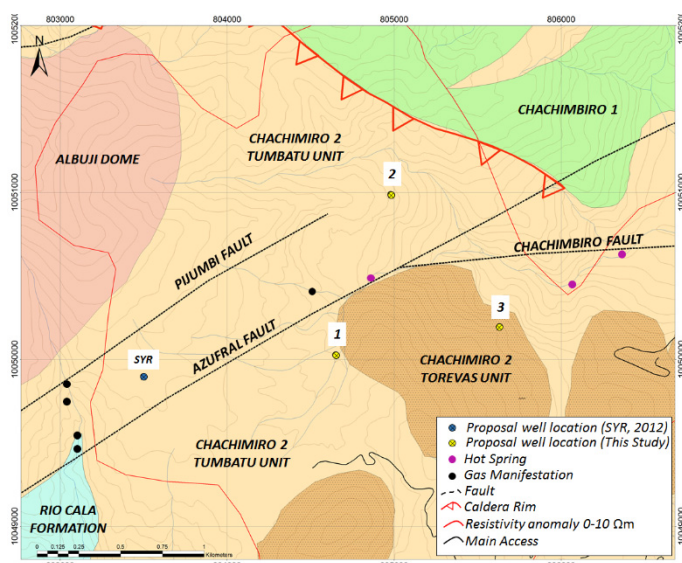 803000 804000 805000 806000
N
CHACHIMBIRO 1
CHACHIMIRO 2
TUMBATU UNIT
ALBUJI DOME
2
10051000
10051000
PIJUMBI FAULT
CHACHIMBIRO FAULT
3
SYR
AZUFRAL FAULT
1
10050000
10050000
CHACHIMIRO 2
TOREVAS UNIT
CHACHIMIRO 2
TUMBATU UNIT
RIO CALA
FORMATION
10049000
Proposal well location (SYR, 2012)
Proposal well location (This Study)
Hot Spring
Gas Manifestation
Fault
Caldera Rim
Resistivity anomaly 0-10 Ωm
Main Access
0 0.125 0.25 0.5 0.75 1
Kilometers